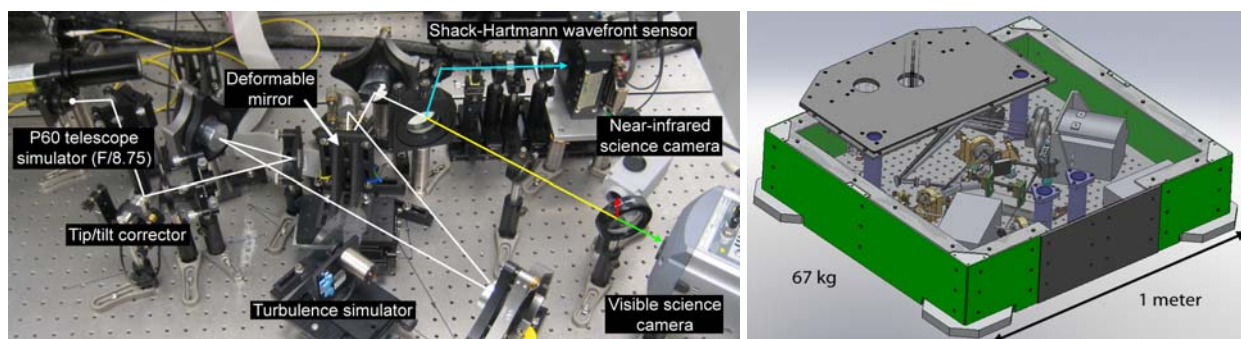 Shack-Hartmann wavefront sensor
Deformable
mirror
P60 telescope
simulator (F/8.75)
Near-infrared
science camera
Tip/tilt corrector
Turbulence simulator
Visible science
camera
67 kg
1 meter